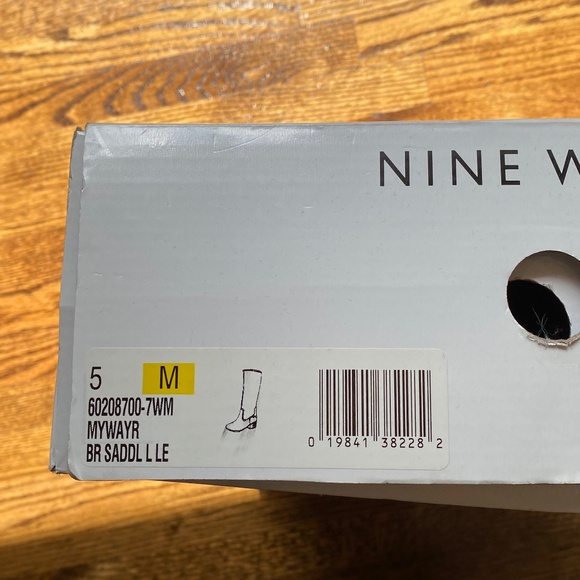 NINE W
5 M
60208700-7WM
MYWAYR
BR SADDL L LE
0 19841 38228 2